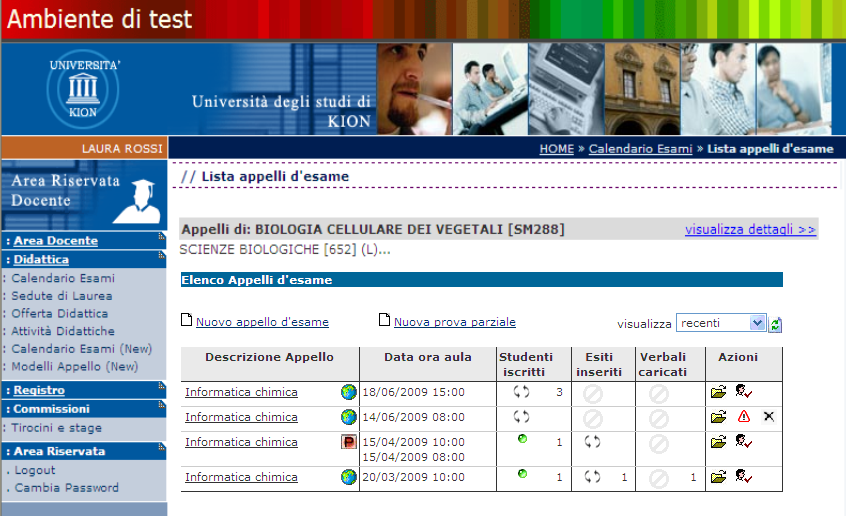 Ambiente di test
UNIVERSITA'
KION
Università degli studi di
KION
LAURA ROSSI
HOME » Calendario Esami » Lista appelli d'esame
Area Riservata
Docente
// Lista appelli d'esame
Appelli di: BIOLOGIA CELLULARE DEI VEGETALI [SM288]
visualizza dettagli >>
SCIENZE BIOLOGICHE [652] (L)...
: Area Docente
: Didattica
: Calendario Esami
: Sedute di Laurea
: Offerta Didattica
: Attività Didattiche
: Calendario Esami (New)
: Modelli Appello (New)
: Registro
: Commissioni
: Tirocini e stage
: Area Riservata
. Logout
. Cambia Password
Elenco Appelli d'esame
Nuovo appello d'esame
Nuova prova parziale
visualizza recenti
Descrizione Appello
Data ora aula
Studenti
iscritti
Esiti
inseriti
Verbali
caricati
Azioni
Informatica chimica 18/06/2009 15:00 3
Informatica chimica 14/06/2009 08:00
Informatica chimica P 15/04/2009 10:00 1
15/04/2009 08:00
Informatica chimica 20/03/2009 10:00 1 1 1